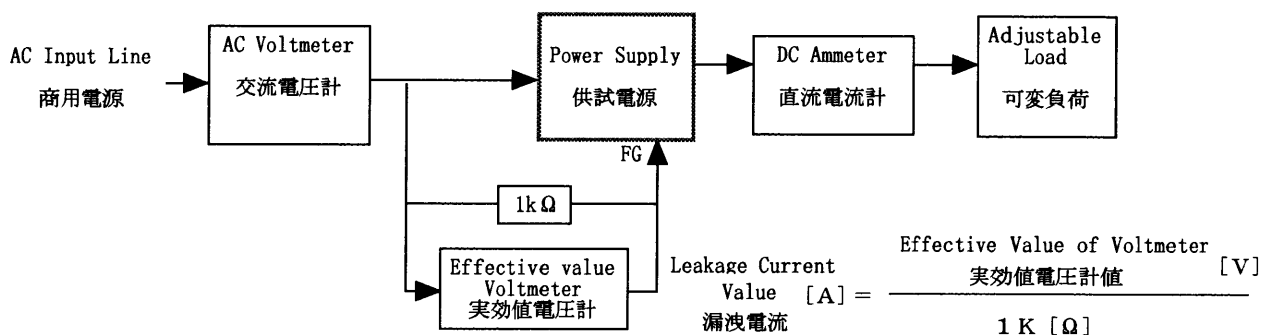 AC Input Line
商用電源
AC Voltmeter
交流電圧計
Power Supply
供試電源
DC Ammeter
直流電流計
Adjustable
Load
可変負荷
FG
1kΩ
Effective value
Voltmeter
実効値電圧計
Leakage Current
Value [A] =
漏洩電流
Effective Value of Voltmeter
実効値電圧計値 [V]
1 K [Ω]